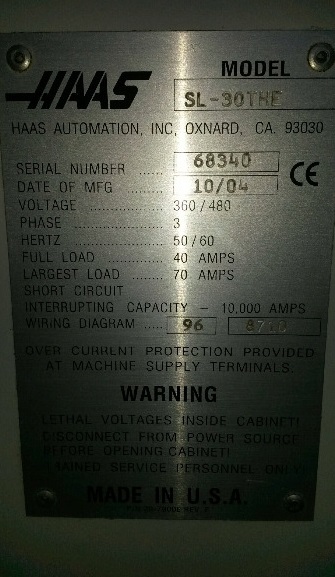 HAAS
MODEL
SL-30THE
HAAS AUTOMATION, INC, OXNARD, CA. 93030
SERIAL NUMBER ...... 68340
DATE OF MFG ............ 10/04
CE
VOLTAGE .................. 360/480
PHASE ...................... 3
HERTZ ...................... 50/60
FULL LOAD ............... 40 AMPS
LARGEST LOAD ........ 70 AMPS
SHORT CIRCUIT
INTERRUPTING CAPACITY – 10,000 AMPS
WIRING DIAGRAM ..... 96
OVER CURRENT PROTECTION PROVIDED
AT MACHINE SUPPLY TERMINALS.
WARNING
LETHAL VOLTAGES INSIDE CABINET!
DISCONNECT FROM POWER SOURCE
BEFORE OPENING CABINET!
TRAINED SERVICE PERSONNEL ONLY
MADE IN U.S.A.